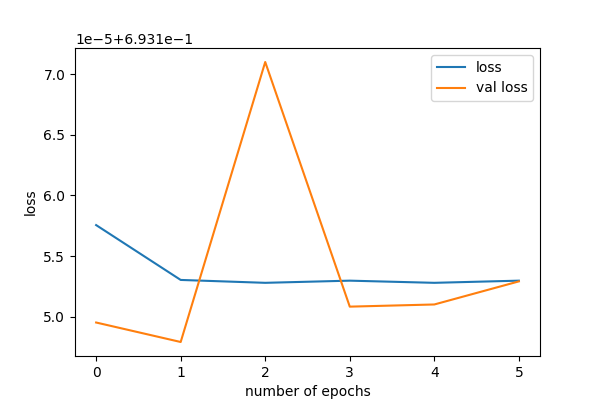 1e−5+6.931e−1
7.0
6.5
6.0
5.5
5.0
loss
loss
val loss
0 1 2 3 4 5
number of epochs